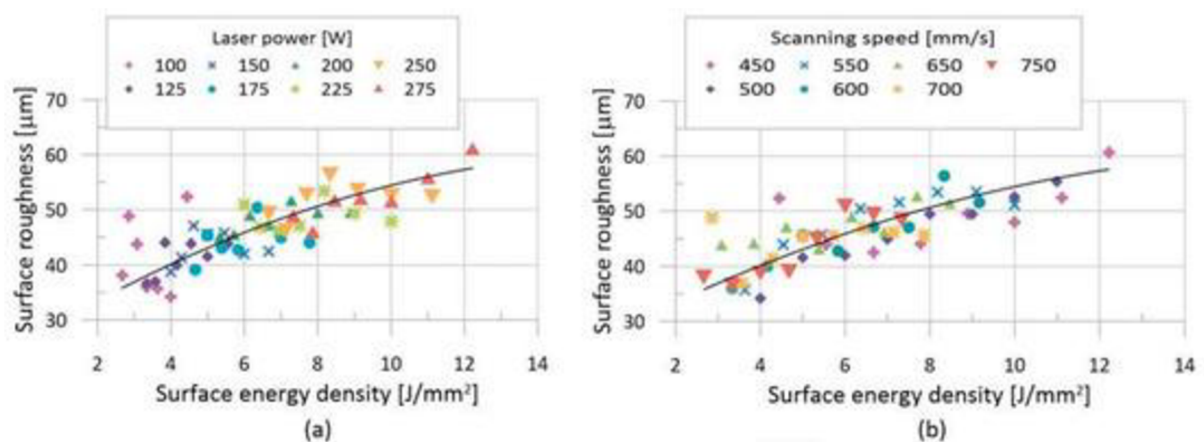 Laser power [W]
100 150 200 250
125 175 225 275
Surface roughness [μm]
70
60
50
40
30
2 4 6 8 10 12 14
Surface energy density [J/mm²]
(a)
Scanning speed [mm/s]
450 550 650 750
500 600 700
Surface roughness [μm]
70
60
50
40
30
2 4 6 8 10 12 14
Surface energy density [J/mm²]
(b)